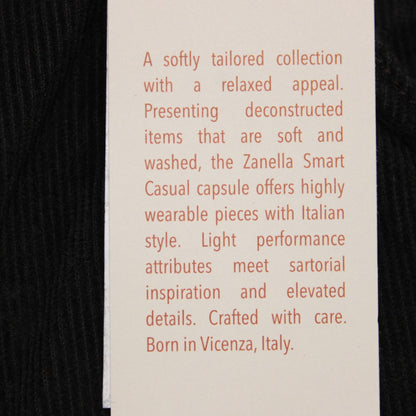 A softly tailored collection
with a relaxed appeal.
Presenting deconstructed
items that are soft and
washed, the Zanella Smart
Casual capsule offers highly
wearable pieces with Italian
style. Light performance
attributes meet sartorial
inspiration and elevated
details. Crafted with care.
Born in Vicenza, Italy.